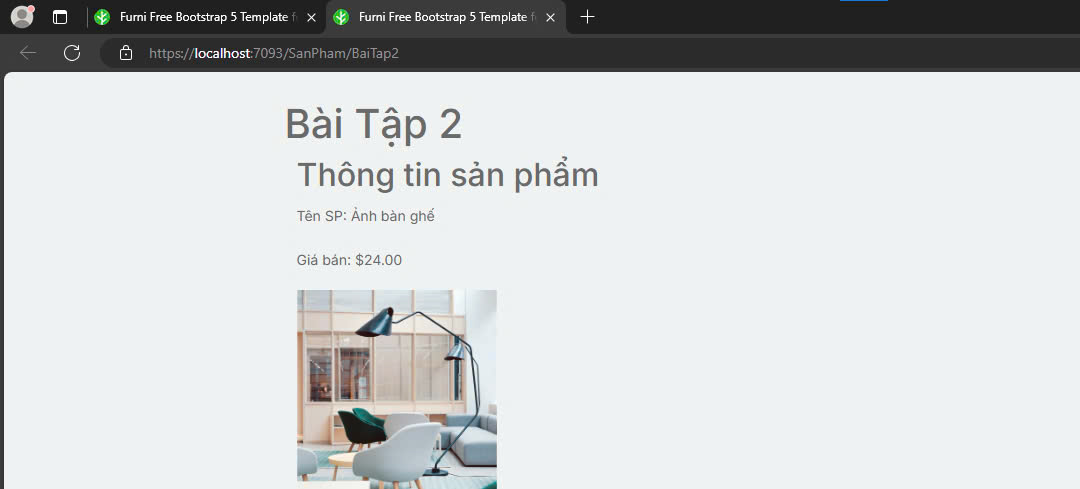 Furni Free Bootstrap 5 Template f
Furni Free Bootstrap 5 Template f
https://localhost:7093/SanPham/BaiTap2
Bài Tập 2
Thông tin sản phẩm
Tên SP: Ảnh bàn ghế
Giá bán: $24.00